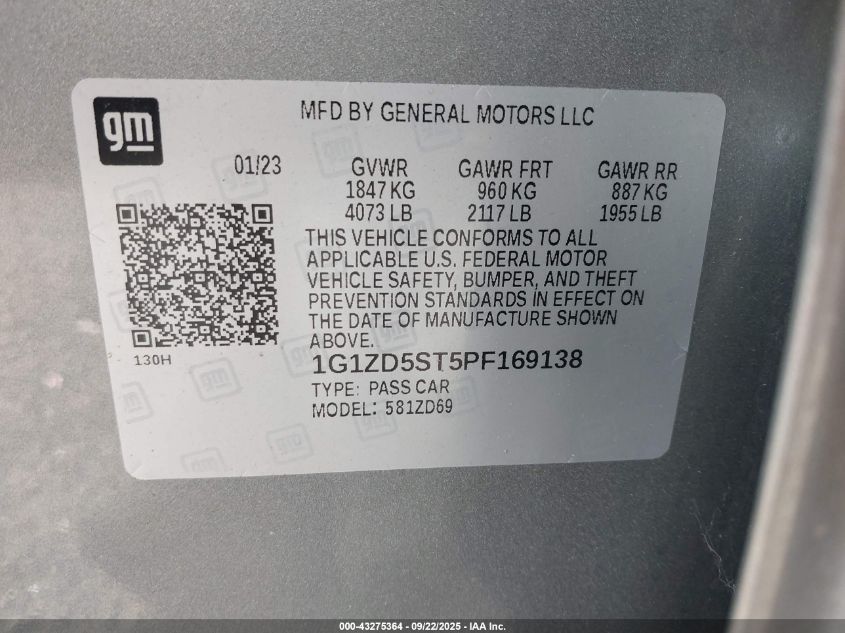 gm
MFD BY GENERAL MOTORS LLC
01/23 GVWR GAWR FRT GAWR RR
1847 KG 960 KG 887 KG
4073 LB 2117 LB 1955 LB
THIS VEHICLE CONFORMS TO ALL
APPLICABLE U.S. FEDERAL MOTOR
VEHICLE SAFETY, BUMPER, AND THEFT
PREVENTION STANDARDS IN EFFECT ON
THE DATE OF MANUFACTURE SHOWN
ABOVE.
130H
1G1ZD5ST5PF169138
TYPE: PASS CAR
MODEL: 581ZD69
000-43275364 - 09/22/2025 - IAA Inc.